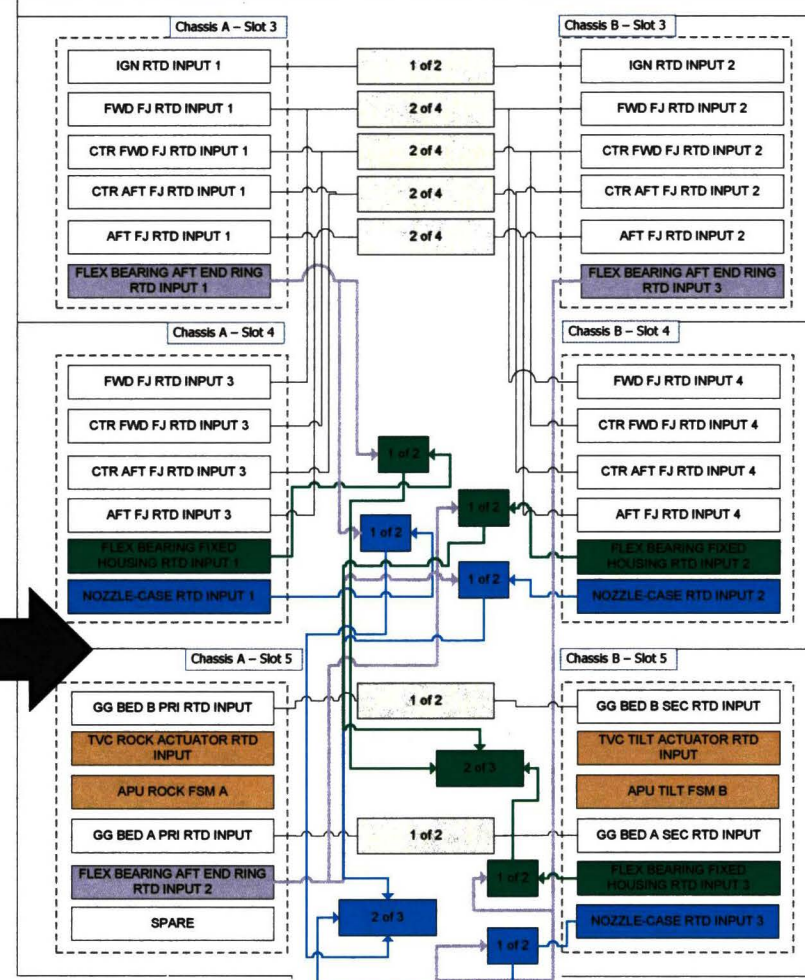 Chassis A – Slot 3
Chassis B – Slot 3
IGN RTD INPUT 1
1 of 2
IGN RTD INPUT 2
FWD FJ RTD INPUT 1
2 of 4
FWD FJ RTD INPUT 2
CTR FWD FJ RTD INPUT 1
2 of 4
CTR FWD FJ RTD INPUT 2
CTR AFT FJ RTD INPUT 1
2 of 4
CTR AFT FJ RTD INPUT 2
AFT FJ RTD INPUT 1
2 of 4
AFT FJ RTD INPUT 2
FLEX BEARING AFT END RING
RTD INPUT 1
FLEX BEARING AFT END RING
RTD INPUT 3
Chassis A – Slot 4
Chassis B – Slot 4
FWD FJ RTD INPUT 3
FWD FJ RTD INPUT 4
CTR FWD FJ RTD INPUT 3
CTR FWD FJ RTD INPUT 4
1 of 2
CTR AFT FJ RTD INPUT 3
CTR AFT FJ RTD INPUT 4
AFT FJ RTD INPUT 3
1 of 2
AFT FJ RTD INPUT 4
1 of 2
FLEX BEARING FIXED
HOUSING RTD INPUT 1
FLEX BEARING FIXED
HOUSING RTD INPUT 2
NOZZLE-CASE RTD INPUT 1
1 of 2
NOZZLE-CASE RTD INPUT 2
Chassis A – Slot 5
Chassis B – Slot 5
GG BED B PRI RTD INPUT
1 of 2
GG BED B SEC RTD INPUT
TVC ROCK ACTUATOR RTD
INPUT
TVC TILT ACTUATOR RTD
INPUT
2 of 3
APU ROCK FSM A
APU TILT FSM B
GG BED A PRI RTD INPUT
1 of 2
GG BED A SEC RTD INPUT
FLEX BEARING AFT END RING
RTD INPUT 2
1 of 2
FLEX BEARING FIXED
HOUSING RTD INPUT 3
SPARE
2 of 3
NOZZLE-CASE RTD INPUT 3
1 of 2